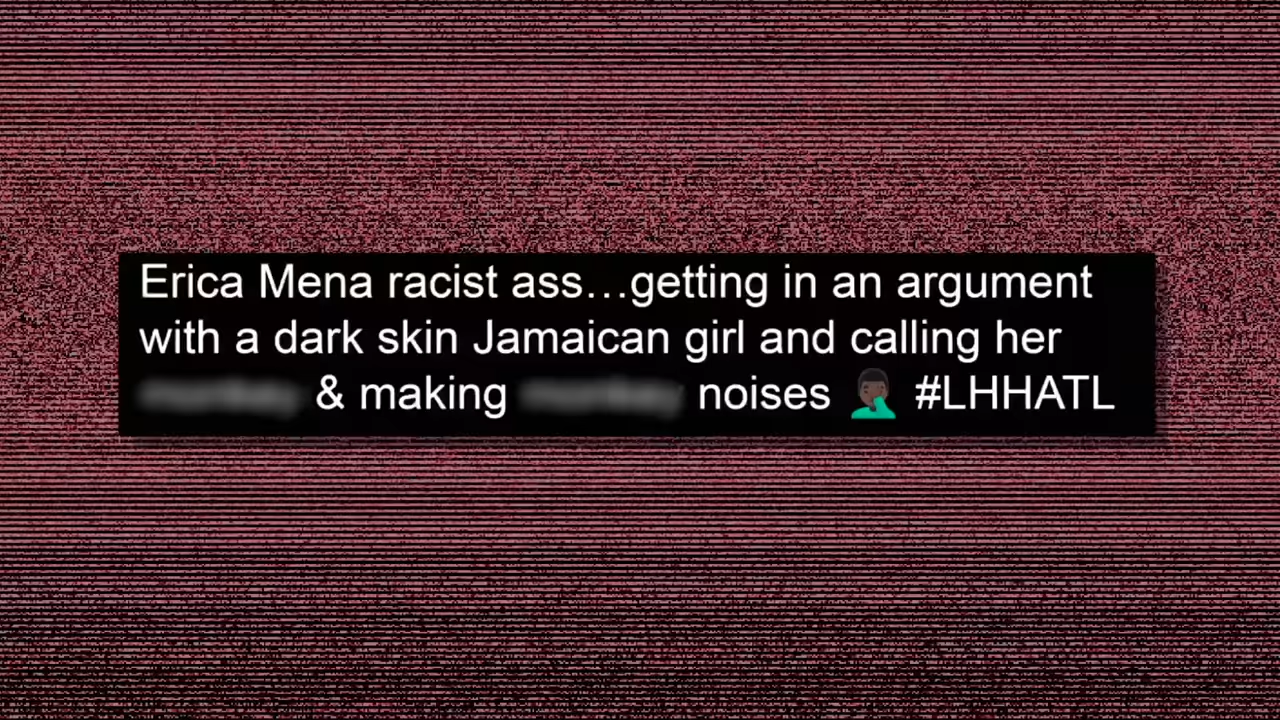 Erica Mena racist ass…getting in an argument
with a dark skin Jamaican girl and calling her
& making noises 🤦🏿‍♂️ #LHHATL